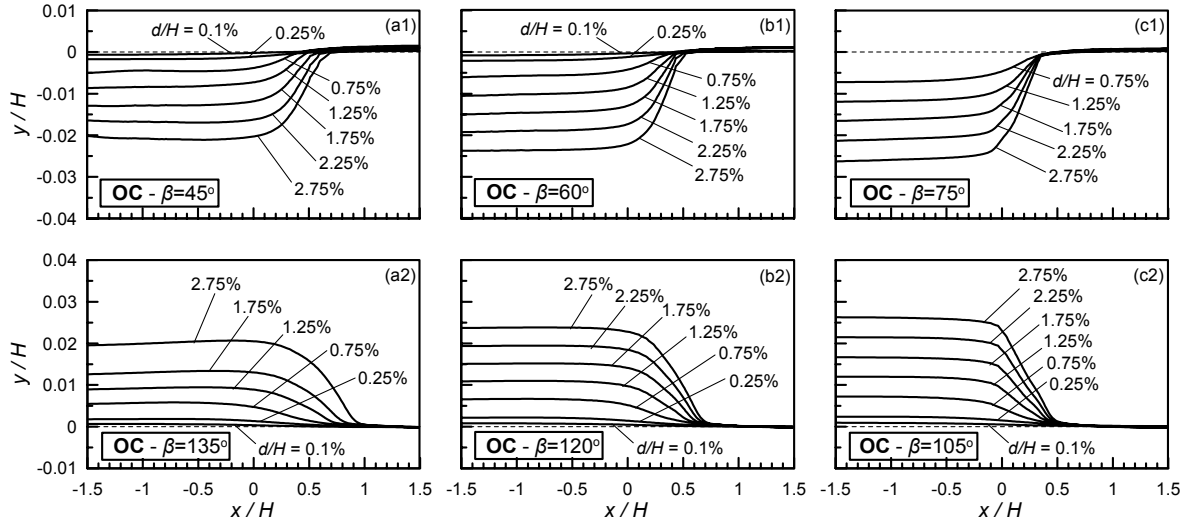 (a1)
d/H = 0.1%
0.25%
0.75%
1.25%
1.75%
2.25%
2.75%
OC - β=45º
0.01
0
-0.01
-0.02
-0.03
-0.04
y / H
(b1)
d/H = 0.1%
0.25%
0.75%
1.25%
1.75%
2.25%
2.75%
OC - β=60º
(c1)
d/H = 0.75%
1.25%
1.75%
2.25%
2.75%
OC - β=75º
(a2)
2.75%
1.75%
1.25%
0.75%
0.25%
d/H = 0.1%
OC - β=135º
0.04
0.03
0.02
0.01
0
-0.01
y / H
-1.5 -1 -0.5 0 0.5 1 1.5
x / H
(b2)
2.75%
2.25%
1.75%
1.25%
0.75%
0.25%
d/H = 0.1%
OC - β=120º
-1.5 -1 -0.5 0 0.5 1 1.5
x / H
(c2)
2.75%
2.25%
1.75%
1.25%
0.75%
0.25%
d/H = 0.1%
OC - β=105º
-1.5 -1 -0.5 0 0.5 1 1.5
x / H